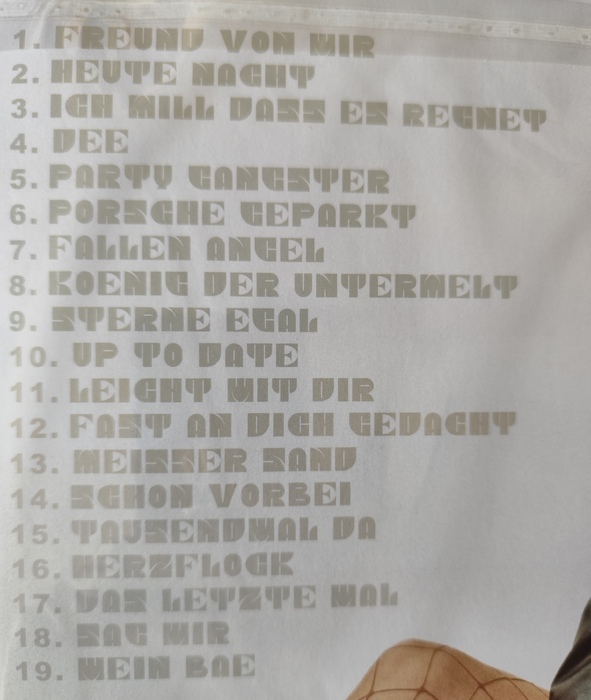 1. FREUND VON MIR
2. HEUTE NACHT
3. ICH WILL DASS ES REGNET
4. DEE
5. PARTY GANGSTER
6. PORSCHE GEPARKT
7. FALLEN ANGEL
8. KOENIG DER UNTERWELT
9. STERNE EGAL
10. UP TO DATE
11. LEICHT MIT DIR
12. FAST AN DICH GEDACHT
13. WEISSER SAND
14. SCHON VORBEI
15. TAUSENDMAL DA
16. HERZFLOCK
17. DAS LETZTE MAL
18. SAG MIR
19. MEIN BAE